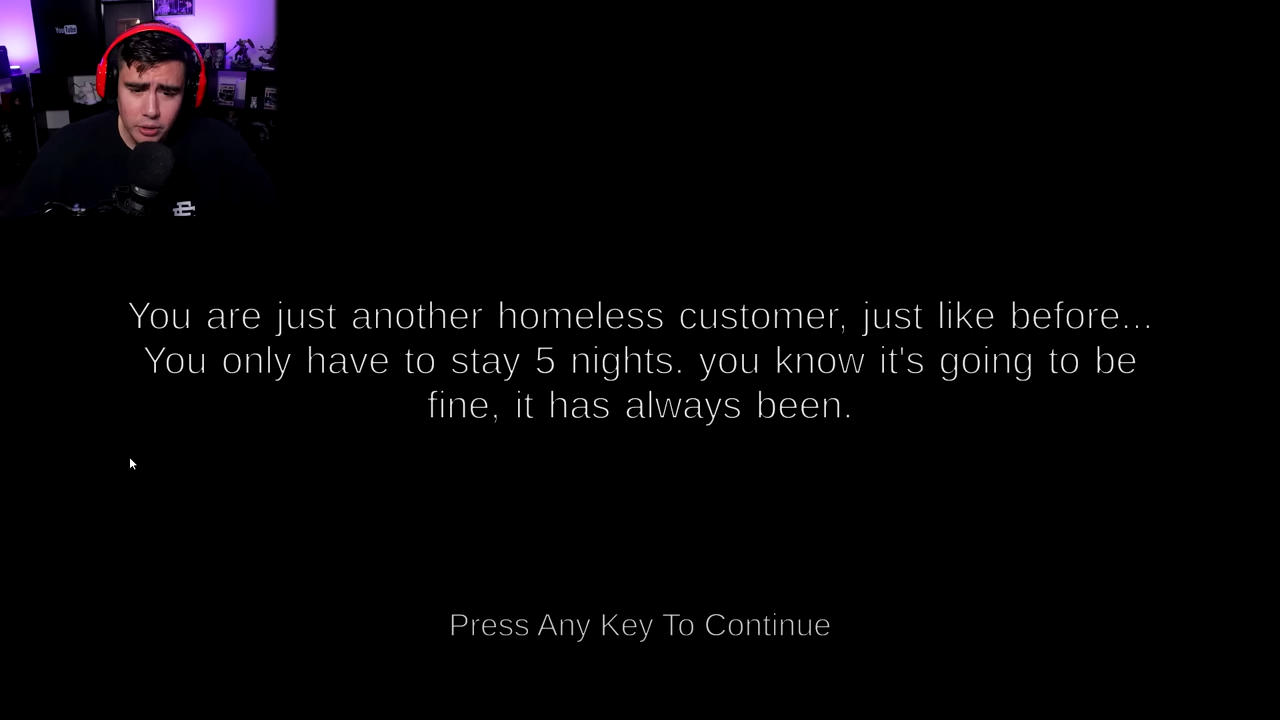 YouTube
You are just another homeless customer, just like before...
You only have to stay 5 nights. you know it's going to be
fine, it has always been.
Press Any Key To Continue